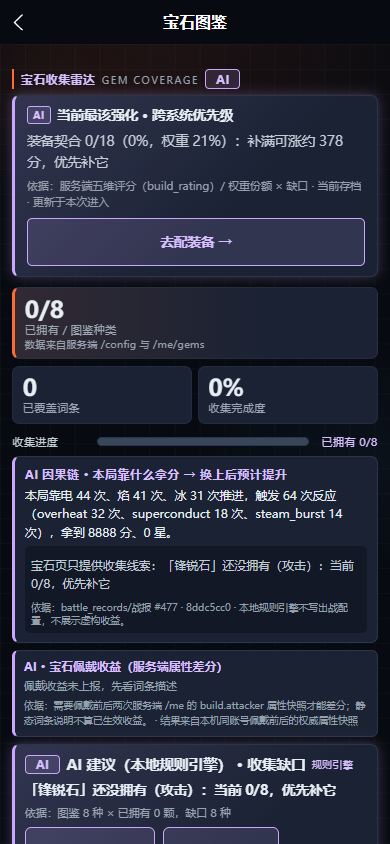 宝石图鉴
宝石收集雷达 GEM COVERAGE AI
AI 当前最该强化 • 跨系统优先级
装备契合 0/18（0%，权重 21%）：补满可涨约 378
分，优先补它
依据：服务端五维评分（build_rating）/ 权重份额 × 缺口 · 当前存档
· 更新于本次进入
去配装备 →
0/8
已拥有 / 图鉴种类
数据来自服务端 /config 与 /me/gems
0
已覆盖词条
0%
收集完成度
收集进度
已拥有 0/8
AI 因果链 • 本局靠什么拿分 → 换上后预计提升
本局靠电 44 次、焰 41 次、冰 31 次推进，触发 64 次反应
（overheat 32 次、superconduct 18 次、steam_burst 14
次），拿到 8888 分、0 星。
宝石页只提供收集线索：「锋锐石」还没拥有（攻击）：当前
0/8，优先补它
依据：battle_records/战报 #477 · 8ddc5cc0 · 本地规则引擎不写出战配
置，不展示虚构收益。
AI • 宝石佩戴收益（服务端属性差分）
佩戴收益未上报，先看词条描述
依据：需要佩戴前后两次服务端 /me 的 build.attacker 属性快照才能差分；静
态词条说明不算已生效收益。 · 结果来自本机同账号佩戴前后的权威属性快照
AI AI 建议（本地规则引擎） • 收集缺口 规则引擎
「锋锐石」还没拥有（攻击）：当前 0/8，优先补它
依据：图鉴 8 种 × 已拥有 0 颗，缺口 8 种